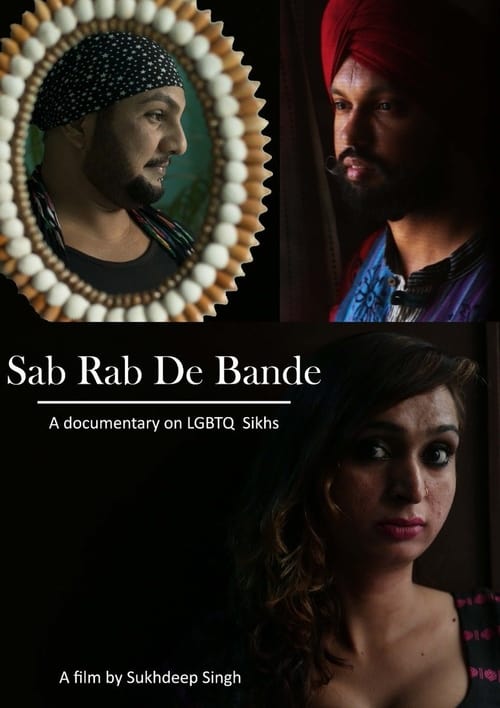 Sab Rab De Bande
A documentary on LGBTQ Sikhs
A film by Sukhdeep Singh